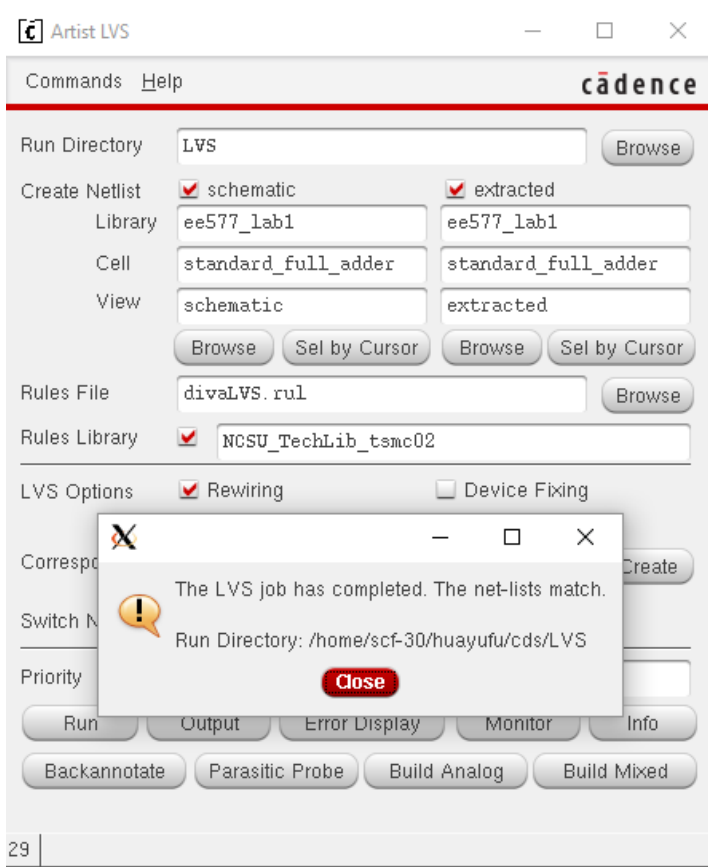 Artist LVS
Commands Help cādence
Run Directory LVS Browse
Create Netlist schematic extracted
Library ee577_lab1 ee577_lab1
Cell standard_full_adder standard_full_adder
View schematic extracted
Browse Sel by Cursor Browse Sel by Cursor
Rules File divaLVS.rul Browse
Rules Library NCSU_TechLib_tsmc02
LVS Options Rewiring Device Fixing
The LVS job has completed. The net-lists match.
Create
Switch
Run Directory: /home/scf-30/huayufu/cds/LVS
Priority Close
Run Output Error Display Monitor Info
Backannotate Parasitic Probe Build Analog Build Mixed
29